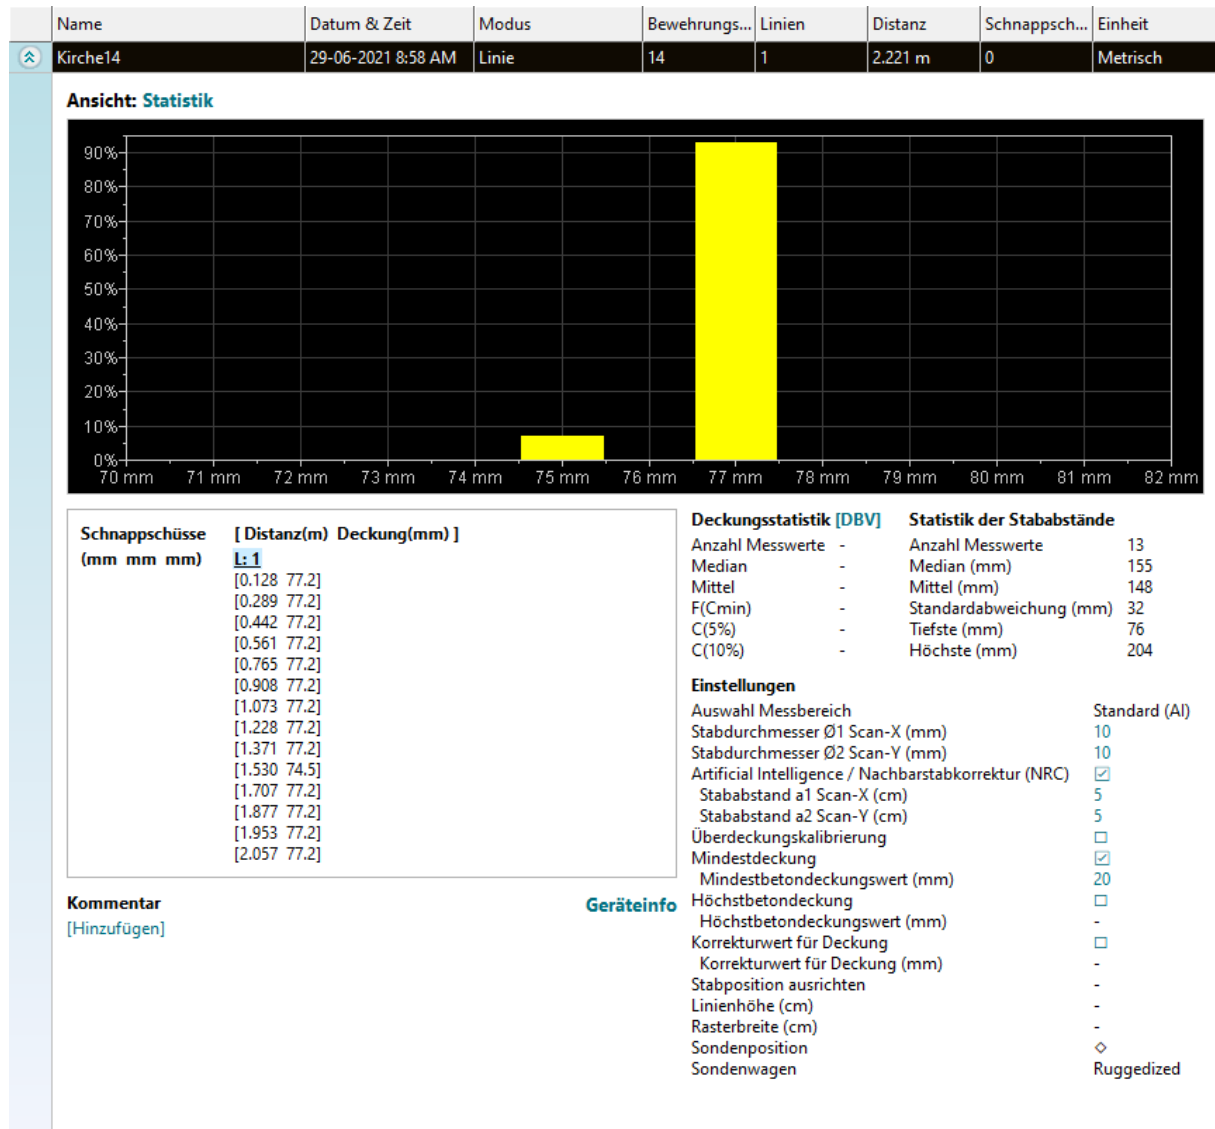 Name Datum & Zeit Modus Bewehrungs... Linien Distanz Schnappsch... Einheit
Kirche14 29-06-2021 8:58 AM Linie 14 1 2.221 m 0 Metrisch
Ansicht: Statistik
90%
80%
70%
60%
50%
40%
30%
20%
10%
0%
70 mm 71 mm 72 mm 73 mm 74 mm 75 mm 76 mm 77 mm 78 mm 79 mm 80 mm 81 mm 82 mm
Schnappschüsse [ Distanz(m) Deckung(mm) ]
(mm mm mm) L: 1
[0.128 77.2]
[0.289 77.2]
[0.442 77.2]
[0.561 77.2]
[0.765 77.2]
[0.908 77.2]
[1.073 77.2]
[1.228 77.2]
[1.371 77.2]
[1.530 74.5]
[1.707 77.2]
[1.877 77.2]
[1.953 77.2]
[2.057 77.2]
Kommentar
[Hinzufügen]
Geräteinfo
Deckungsstatistik [DBV]
Anzahl Messwerte -
Median -
Mittel -
F(Cmin) -
C(5%) -
C(10%) -
Statistik der Stababstände
Anzahl Messwerte 13
Median (mm) 155
Mittel (mm) 148
Standardabweichung (mm) 32
Tiefste (mm) 76
Höchste (mm) 204
Einstellungen
Auswahl Messbereich Standard (AI)
Stabdurchmesser Ø1 Scan-X (mm) 10
Stabdurchmesser Ø2 Scan-Y (mm) 10
Artificial Intelligence / Nachbarstabkorrektur (NRC)
Stababstand a1 Scan-X (cm) 5
Stababstand a2 Scan-Y (cm) 5
Überdeckungskalibrierung
Mindestdeckung
Mindestbetondeckungswert (mm) 20
Höchstbetondeckung
Höchstbetondeckungswert (mm) -
Korrekturwert für Deckung
Korrekturwert für Deckung (mm) -
Stabposition ausrichten -
Linienhöhe (cm) -
Rasterbreite (cm) -
Sondenposition
Sondenwagen Ruggedized